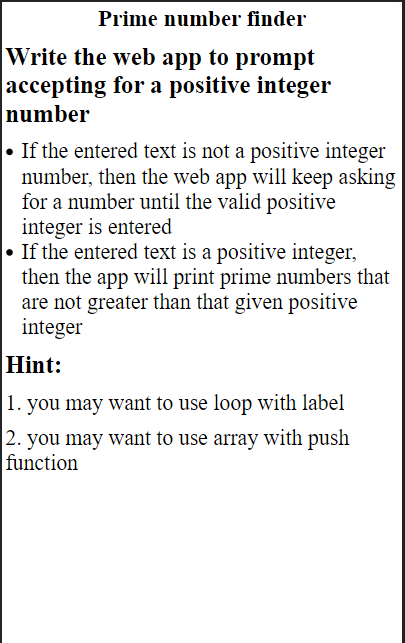 Prime number finder
Write the web app to prompt
accepting for a positive integer
number
• If the entered text is not a positive integer
number, then the web app will keep asking
for a number until the valid positive
integer is entered
• If the entered text is a positive integer,
then the app will print prime numbers that
are not greater than that given positive
integer
Hint:
1. you may want to use loop with label
2. you may want to use array with push
function